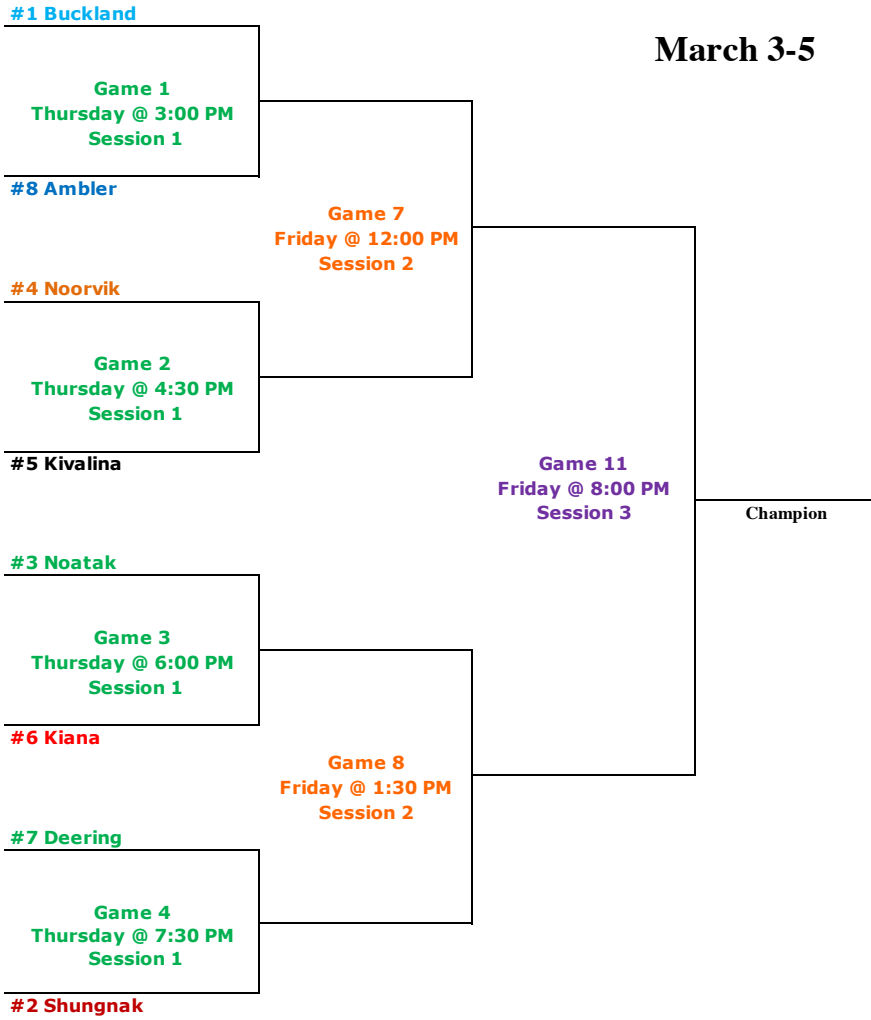 #1 Buckland
March 3-5
Game 1
Thursday @ 3:00 PM
Session 1
#8 Ambler
Game 7
Friday @ 12:00 PM
Session 2
#4 Noorvik
Game 2
Thursday @ 4:30 PM
Session 1
#5 Kivalina
Game 11
Friday @ 8:00 PM
Session 3
Champion
#3 Noatak
Game 3
Thursday @ 6:00 PM
Session 1
#6 Kiana
Game 8
Friday @ 1:30 PM
Session 2
#7 Deering
Game 4
Thursday @ 7:30 PM
Session 1
#2 Shungnak